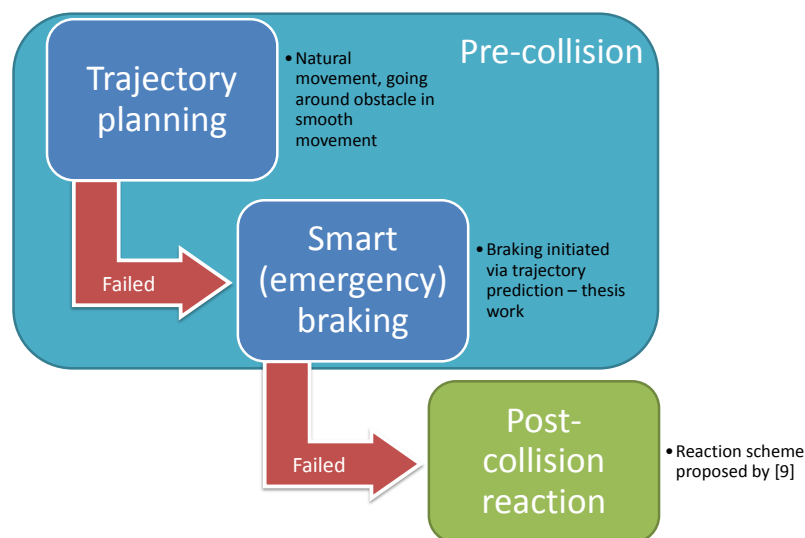 Pre-collision
Trajectory
planning
•Natural
movement, going
around obstacle in
smooth
movement
Failed
Smart
(emergency)
braking
•Braking initiated
via trajectory
prediction – thesis
work
Failed
Post-
collision
reaction
•Reaction scheme
proposed by [9]